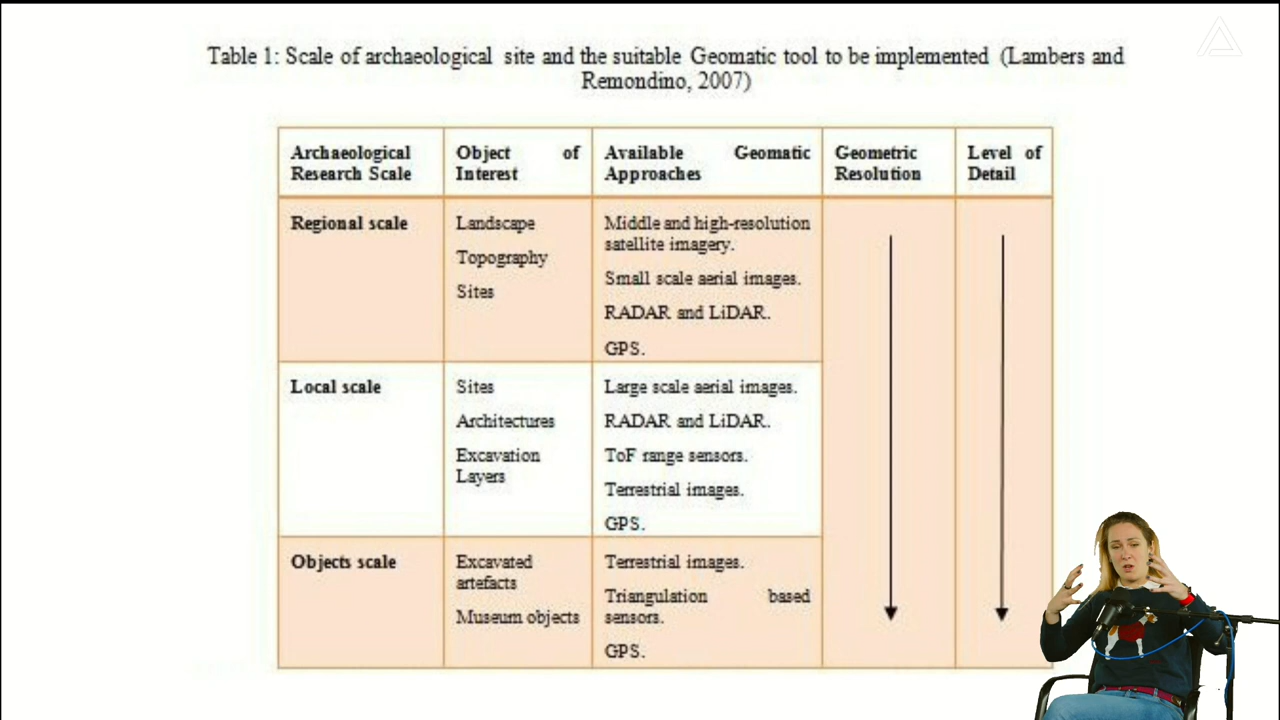 Table 1: Scale of archaeological site and the suitable Geomatic tool to be implemented (Lambers and
Remondino, 2007)
Archaeological
Research Scale
Object of
Interest
Available Geomatic
Approaches
Geometric
Resolution
Level of
Detail
Regional scale
Landscape
Topography
Sites
Middle and high-resolution
satellite imagery.
Small scale aerial images.
RADAR and LiDAR.
GPS.
Local scale
Sites
Architectures
Excavation
Layers
Large scale aerial images.
RADAR and LiDAR.
ToF range sensors.
Terrestrial images.
GPS.
Objects scale
Excavated
artefacts
Museum objects
Terrestrial images.
Triangulation based
sensors.
GPS.